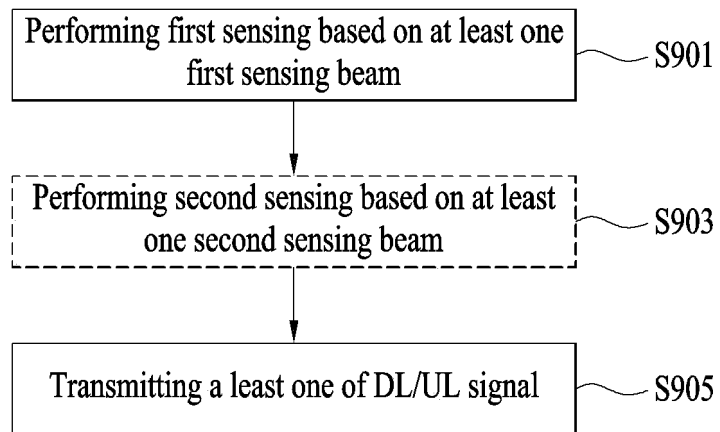 Performing first sensing based on at least one
first sensing beam
S901
Performing second sensing based on at least
one second sensing beam
S903
Transmitting a least one of DL/UL signal
S905